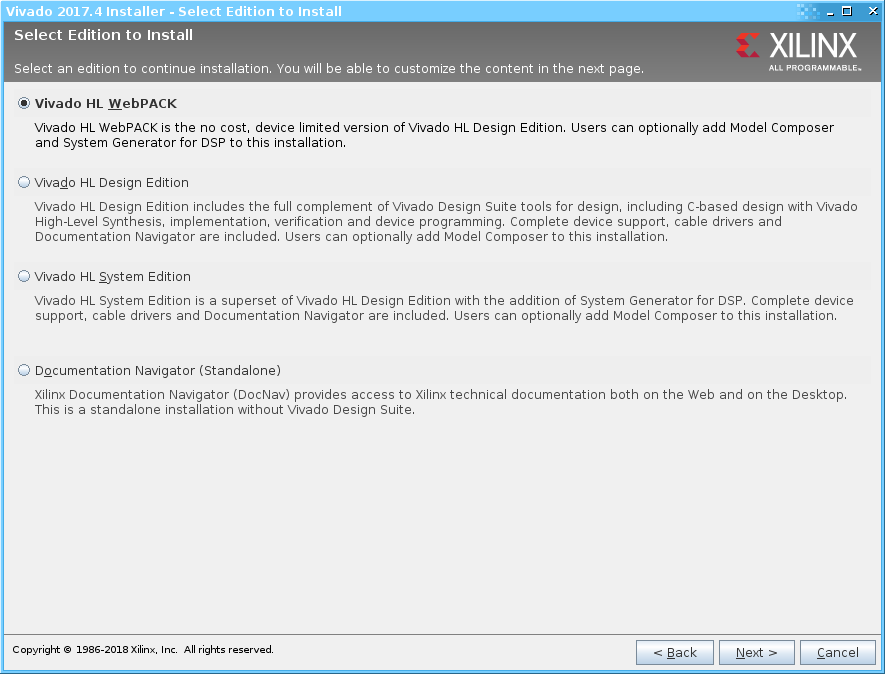 Vivado 2017.4 Installer - Select Edition to Install
Select Edition to Install
Select an edition to continue installation. You will be able to customize the content in the next page.
XILINX
ALL PROGRAMMABLE™
Vivado HL WebPACK
Vivado HL WebPACK is the no cost, device limited version of Vivado HL Design Edition. Users can optionally add Model Composer
and System Generator for DSP to this installation.
Vivado HL Design Edition
Vivado HL Design Edition includes the full complement of Vivado Design Suite tools for design, including C-based design with Vivado
High-Level Synthesis, implementation, verification and device programming. Complete device support, cable drivers and
Documentation Navigator are included. Users can optionally add Model Composer to this installation.
Vivado HL System Edition
Vivado HL System Edition is a superset of Vivado HL Design Edition with the addition of System Generator for DSP. Complete device
support, cable drivers and Documentation Navigator are included. Users can optionally add Model Composer to this installation.
Documentation Navigator (Standalone)
Xilinx Documentation Navigator (DocNav) provides access to Xilinx technical documentation both on the Web and on the Desktop.
This is a standalone installation without Vivado Design Suite.
Copyright © 1986-2018 Xilinx, Inc. All rights reserved.
< Back
Next >
Cancel